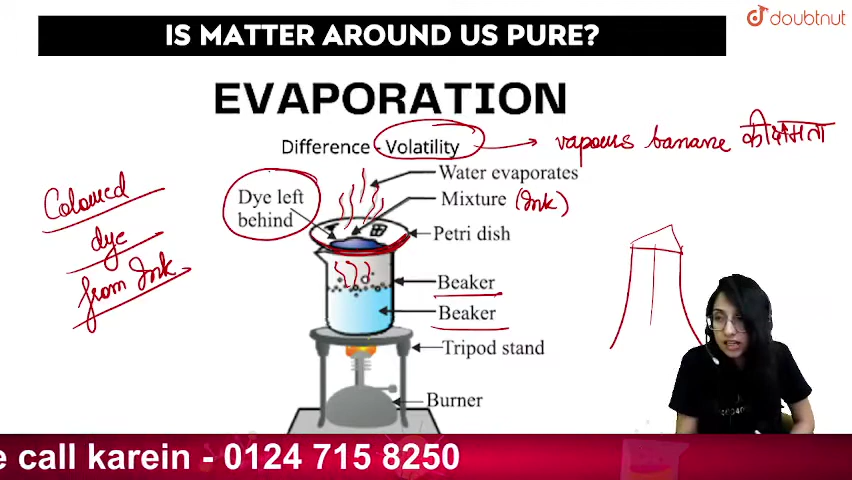 doubtnut
IS MATTER AROUND US PURE?
EVAPORATION
Difference - Volatility
vapours banane की क्षमता
Water evaporates
Dye left
behind
Mixture (Ink)
Petri dish
Coloured
dye
from Ink
Beaker
Beaker
Tripod stand
Burner
e call karein - 0124 715 8250